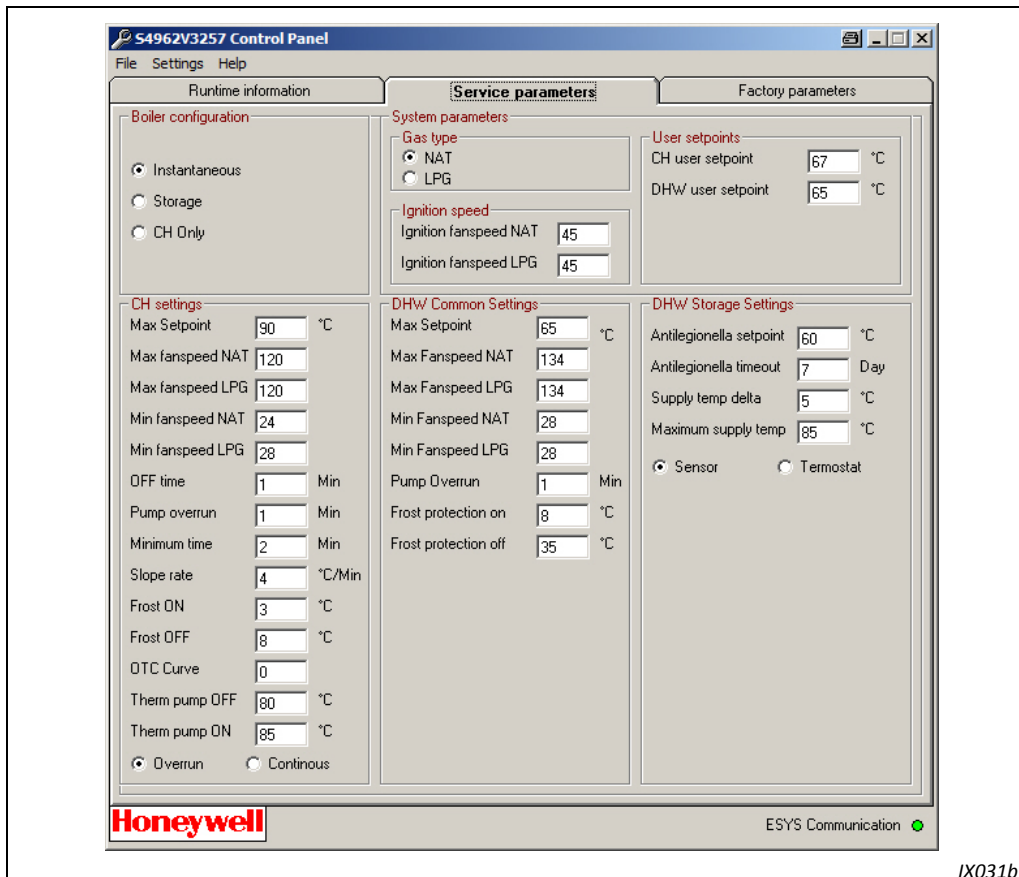 S4962V3257 Control Panel
File Settings Help
Runtime information
Service parameters
Factory parameters
Boiler configuration
Instantaneous
Storage
CH Only
System parameters
Gas type
NAT
LPG
Ignition speed
Ignition fanspeed NAT 45
Ignition fanspeed LPG 45
User setpoints
CH user setpoint 67 °C
DHW user setpoint 65 °C
CH settings
Max Setpoint 90 °C
Max fanspeed NAT 120
Max fanspeed LPG 120
Min fanspeed NAT 24
Min fanspeed LPG 28
OFF time 1 Min
Pump overrun 1 Min
Minimum time 2 Min
Slope rate 4 °C/Min
Frost ON 3 °C
Frost OFF 8 °C
OTC Curve 0
Therm pump OFF 80 °C
Therm pump ON 85 °C
Overrun Continous
DHW Common Settings
Max Setpoint 65 °C
Max Fanspeed NAT 134
Max Fanspeed LPG 134
Min Fanspeed NAT 28
Min Fanspeed LPG 28
Pump Overrun 1 Min
Frost protection on 8 °C
Frost protection off 35 °C
DHW Storage Settings
Antilegionella setpoint 60 °C
Antilegionella timeout 7 Day
Supply temp delta 5 °C
Maximum supply temp 85 °C
Sensor Termostat
Honeywell
ESYS Communication
IX031b